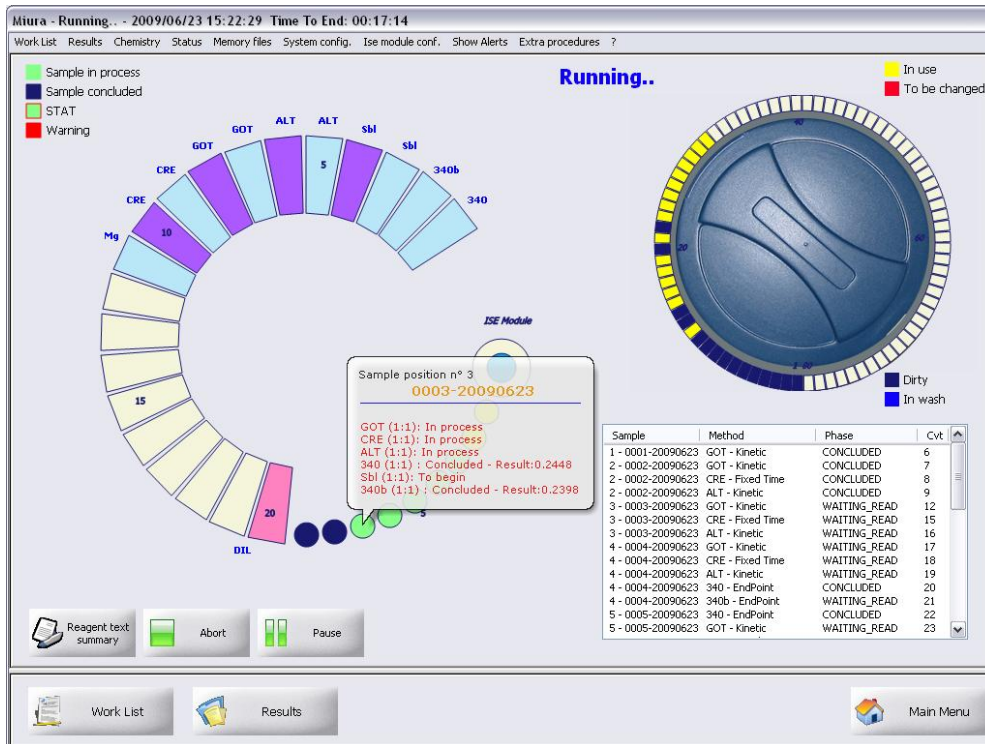 Miura - Running.. - 2009/06/23 15:22:29 Time To End: 00:17:14
Work List Results Chemistry Status Memory files System config. Ise module conf. Show Alerts Extra procedures ?
Sample in process
Sample concluded
STAT
Warning
Running..
In use
To be changed
Mg
CRE
CRE
GOT
GOT
ALT
ALT
Sbl
Sbl
340b
340
5
10
15
20
DIL
5
40
20
60
1
80
ISE Module
Sample position n° 3
0003-20090623
GOT (1:1): In process
CRE (1:1): In process
ALT (1:1): In process
340 (1:1) : Concluded - Result:0.2448
Sbl (1:1): To begin
340b (1:1) : Concluded - Result:0.2398
Dirty
In wash
Sample Method Phase Cvt
1 - 0001-20090623 GOT - Kinetic CONCLUDED 6
2 - 0002-20090623 GOT - Kinetic CONCLUDED 7
2 - 0002-20090623 CRE - Fixed Time CONCLUDED 8
2 - 0002-20090623 ALT - Kinetic CONCLUDED 9
3 - 0003-20090623 GOT - Kinetic WAITING_READ 12
3 - 0003-20090623 CRE - Fixed Time WAITING_READ 15
3 - 0003-20090623 ALT - Kinetic WAITING_READ 16
4 - 0004-20090623 GOT - Kinetic WAITING_READ 17
4 - 0004-20090623 CRE - Fixed Time WAITING_READ 18
4 - 0004-20090623 ALT - Kinetic WAITING_READ 19
4 - 0004-20090623 340 - EndPoint CONCLUDED 20
4 - 0004-20090623 340b - EndPoint WAITING_READ 21
5 - 0005-20090623 340 - EndPoint CONCLUDED 22
5 - 0005-20090623 GOT - Kinetic WAITING_READ 23
Reagent text
summary
Abort
Pause
Work List
Results
Main Menu